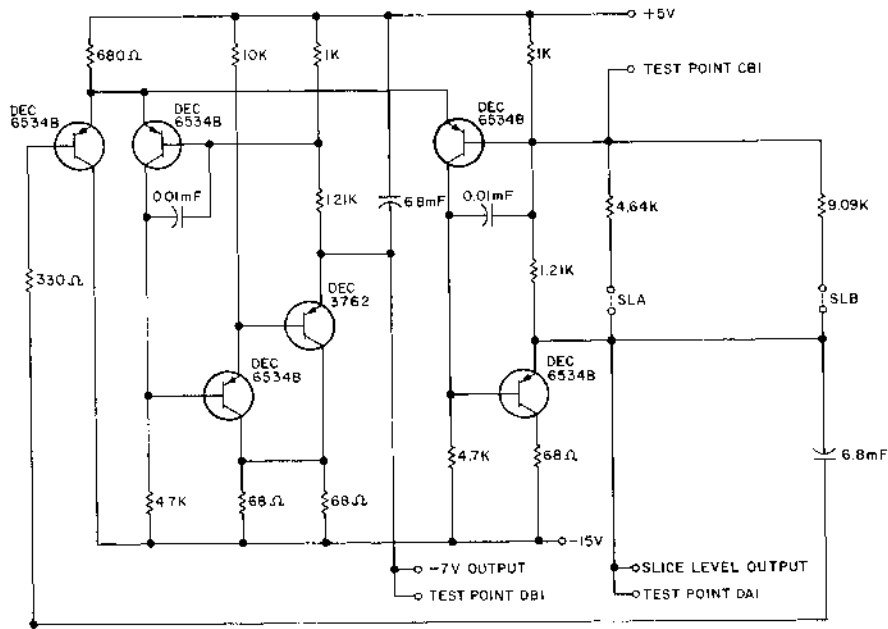 +5V
680Ω
10K
1K
1K
TEST POINT CB1
DEC
6534B
DEC
6534B
DEC
6534B
0.01mF
1.21K
6.8mF
0.01mF
4.64K
9.09K
330Ω
DEC
3762
1.21K
SLA
SLB
DEC
6534B
DEC
6534B
4.7K
68Ω
68Ω
4.7K
68Ω
6.8mF
-15V
-7V OUTPUT
SLICE LEVEL OUTPUT
TEST POINT DB1
TEST POINT DA1